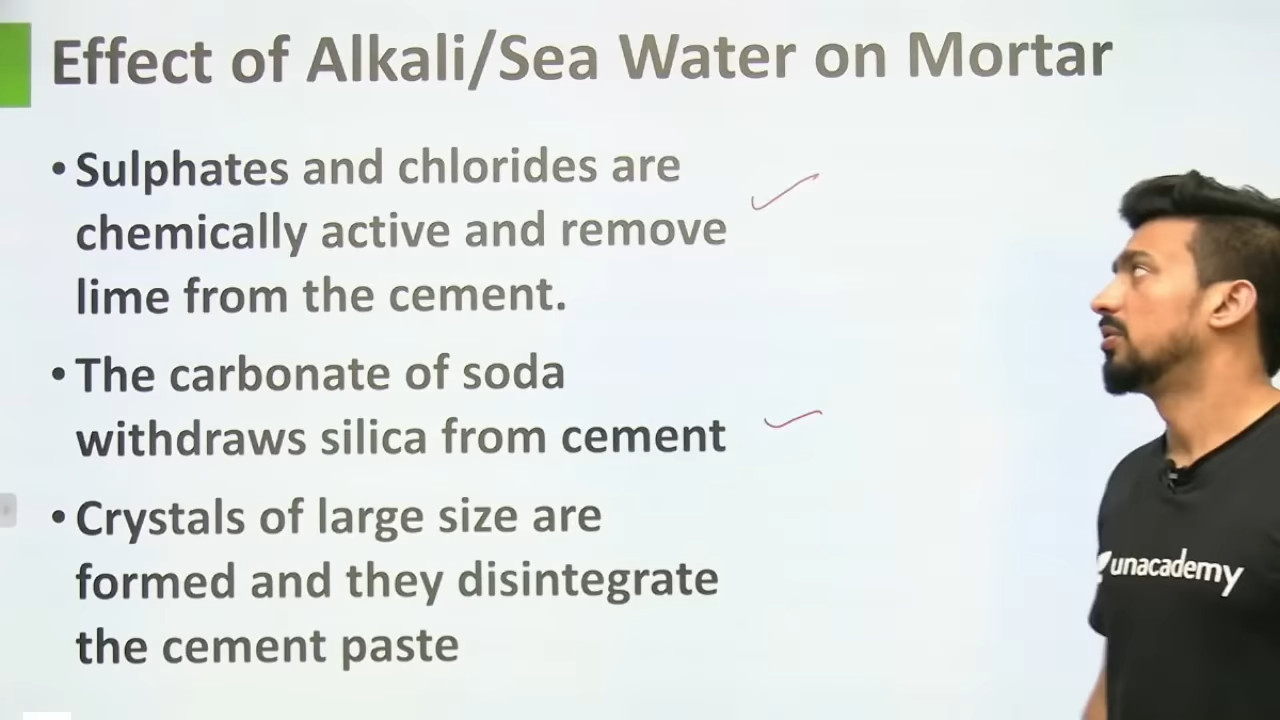 Effect of Alkali/Sea Water on Mortar
• Sulphates and chlorides are
chemically active and remove
lime from the cement.
• The carbonate of soda
withdraws silica from cement
• Crystals of large size are
formed and they disintegrate
the cement paste
unacademy